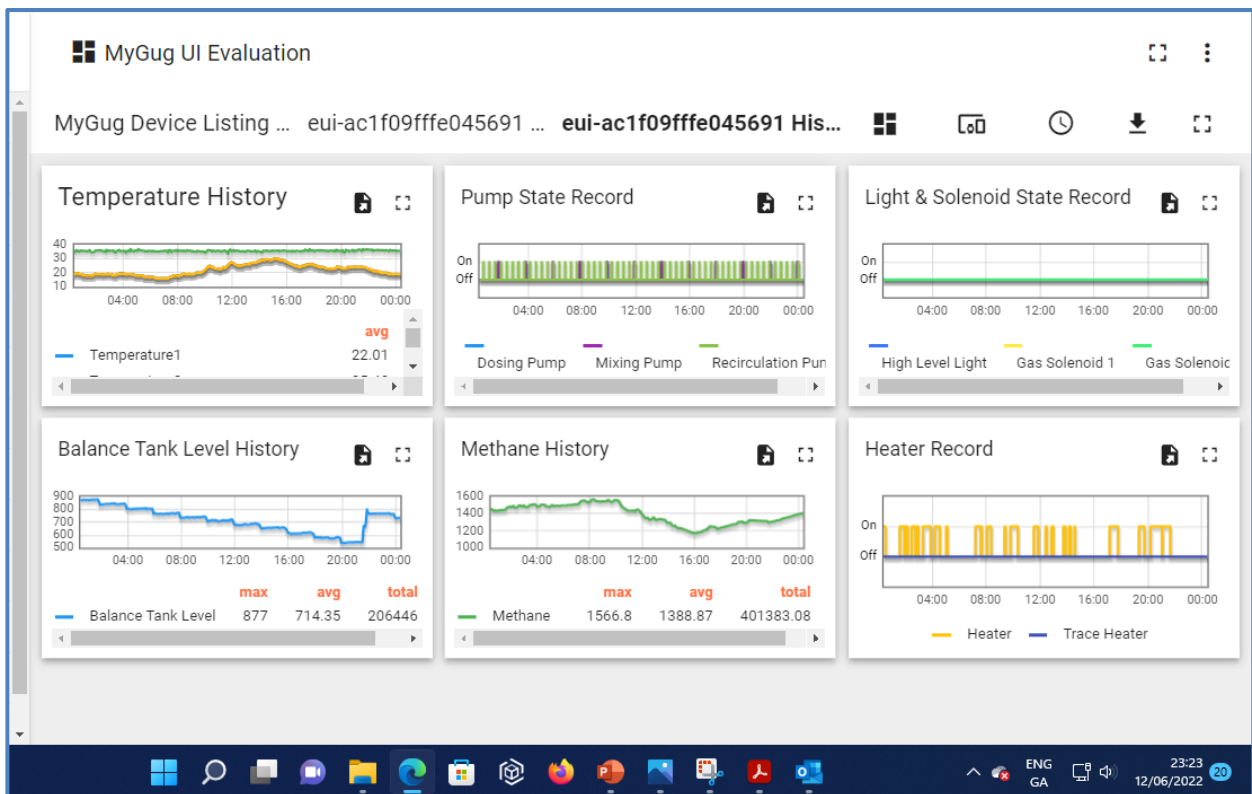 MyGug UI Evaluation
MyGug Device Listing ... eui-ac1f09fffe045691 ... eui-ac1f09fffe045691 His...
Temperature History
40
30
20
10
04:00 08:00 12:00 16:00 20:00 00:00
avg
Temperature1 22.01
Pump State Record
On
Off
04:00 08:00 12:00 16:00 20:00 00:00
Dosing Pump Mixing Pump Recirculation Pun
Light & Solenoid State Record
On
Off
04:00 08:00 12:00 16:00 20:00 00:00
High Level Light Gas Solenoid 1 Gas Solenoid
Balance Tank Level History
900
800
700
600
500
04:00 08:00 12:00 16:00 20:00 00:00
max avg total
Balance Tank Level 877 714.35 206446
Methane History
1600
1400
1200
1000
04:00 08:00 12:00 16:00 20:00 00:00
max avg total
Methane 1566.8 1388.87 401383.08
Heater Record
On
Off
04:00 08:00 12:00 16:00 20:00 00:00
Heater Trace Heater
ENG
GA
23:23
12/06/2022
20